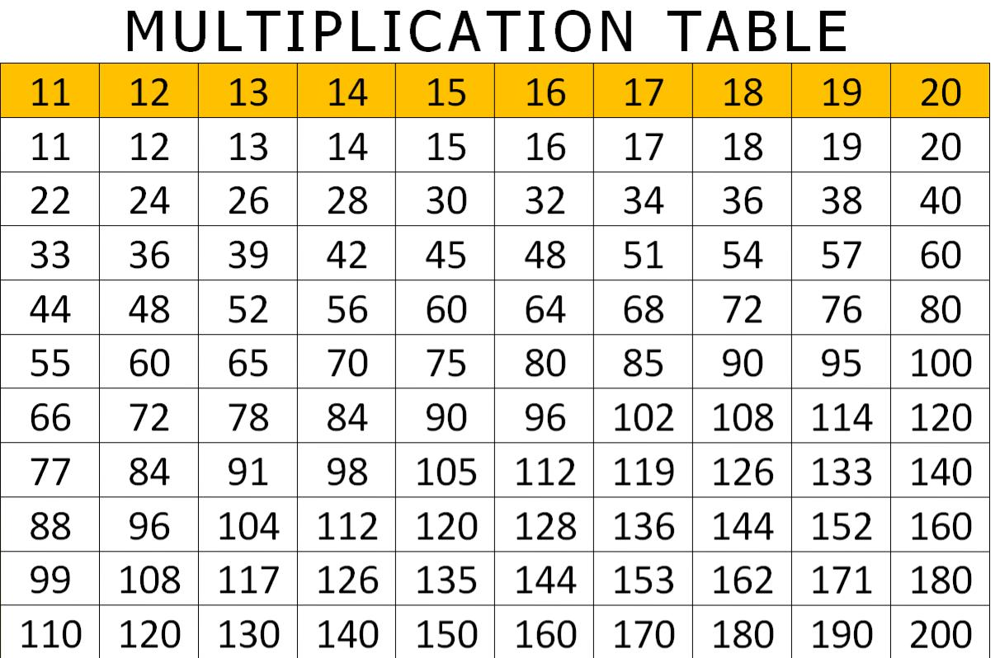 MULTIPLICATION TABLE
11 12 13 14 15 16 17 18 19 20
11 12 13 14 15 16 17 18 19 20
22 24 26 28 30 32 34 36 38 40
33 36 39 42 45 48 51 54 57 60
44 48 52 56 60 64 68 72 76 80
55 60 65 70 75 80 85 90 95 100
66 72 78 84 90 96 102 108 114 120
77 84 91 98 105 112 119 126 133 140
88 96 104 112 120 128 136 144 152 160
99 108 117 126 135 144 153 162 171 180
110 120 130 140 150 160 170 180 190 200